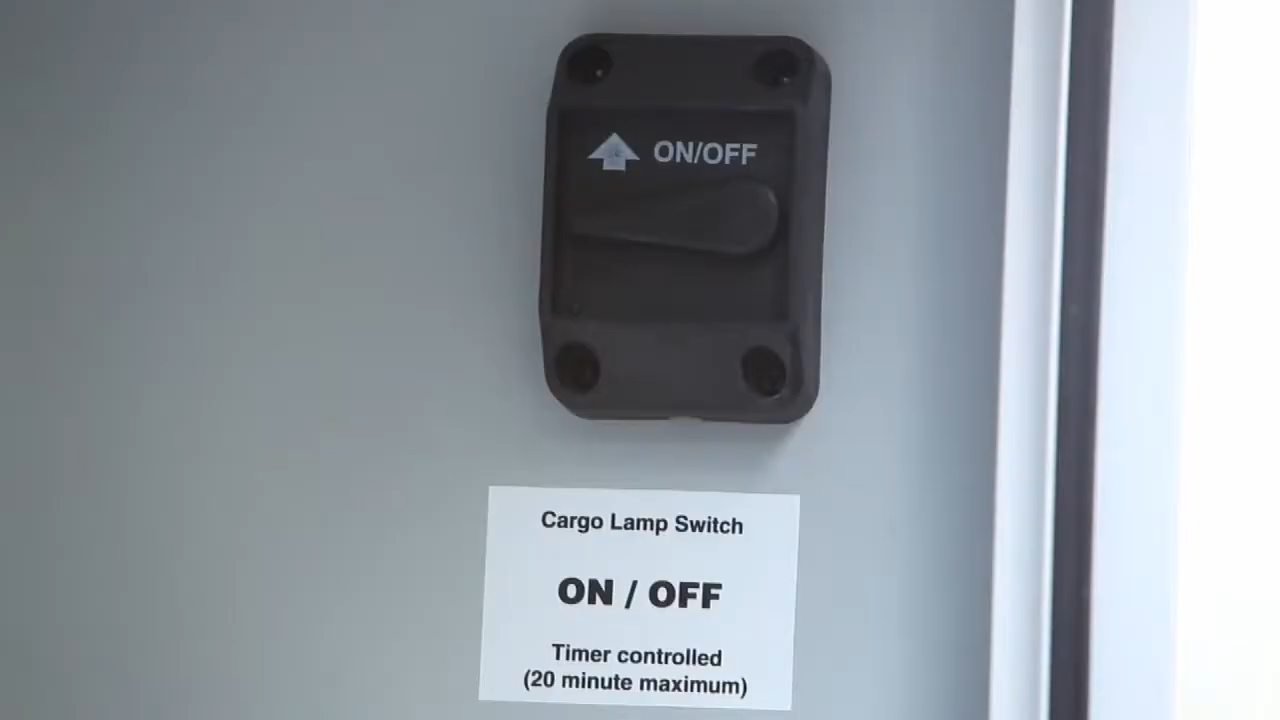 ON/OFF
Cargo Lamp Switch
ON / OFF
Timer controlled
(20 minute maximum)